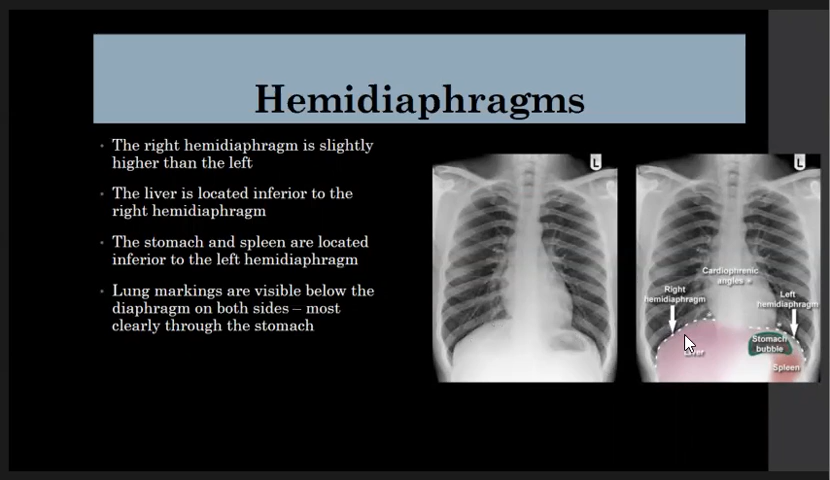 Hemidiaphragms
• The right hemidiaphragm is slightly
higher than the left
• The liver is located inferior to the
right hemidiaphragm
• The stomach and spleen are located
inferior to the left hemidiaphragm
• Lung markings are visible below the
diaphragm on both sides – most
clearly through the stomach
L
L
Cardiophrenic
angles *
Right
hemidiaphragm
Left
hemidiaphragm
Stomach
bubble
Spleen